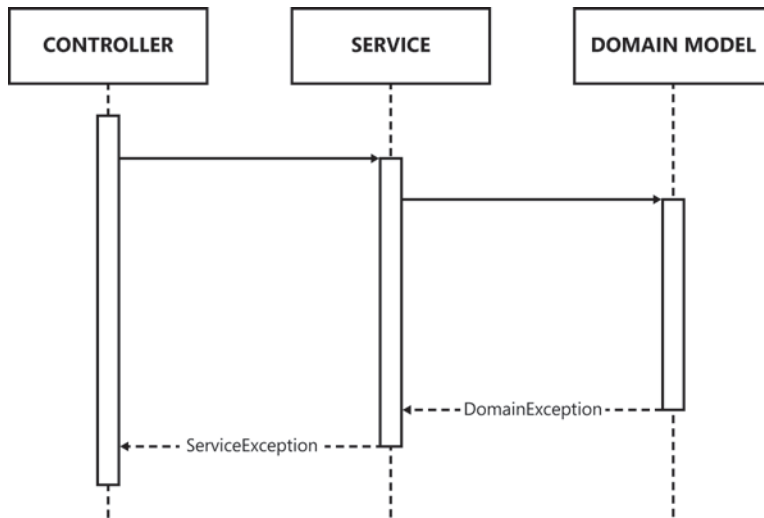 CONTROLLER
SERVICE
DOMAIN MODEL
DomainException
ServiceException